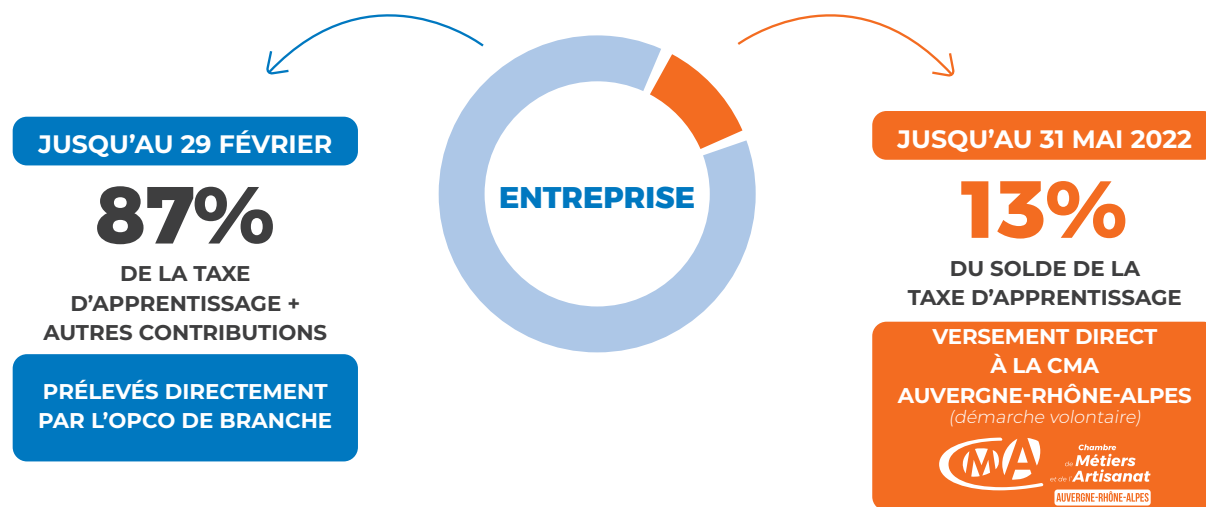 JUSQU'AU 29 FÉVRIER
87%
DE LA TAXE
D'APPRENTISSAGE +
AUTRES CONTRIBUTIONS
PRÉLEVÉS DIRECTEMENT
PAR L'OPCO DE BRANCHE
ENTREPRISE
JUSQU'AU 31 MAI 2022
13%
DU SOLDE DE LA
TAXE D'APPRENTISSAGE
VERSEMENT DIRECT
À LA CMA
AUVERGNE-RHÔNE-ALPES
(démarche volontaire)
CMA
Chambre
de Métiers
et de l'Artisanat
AUVERGNE-RHÔNE-ALPES